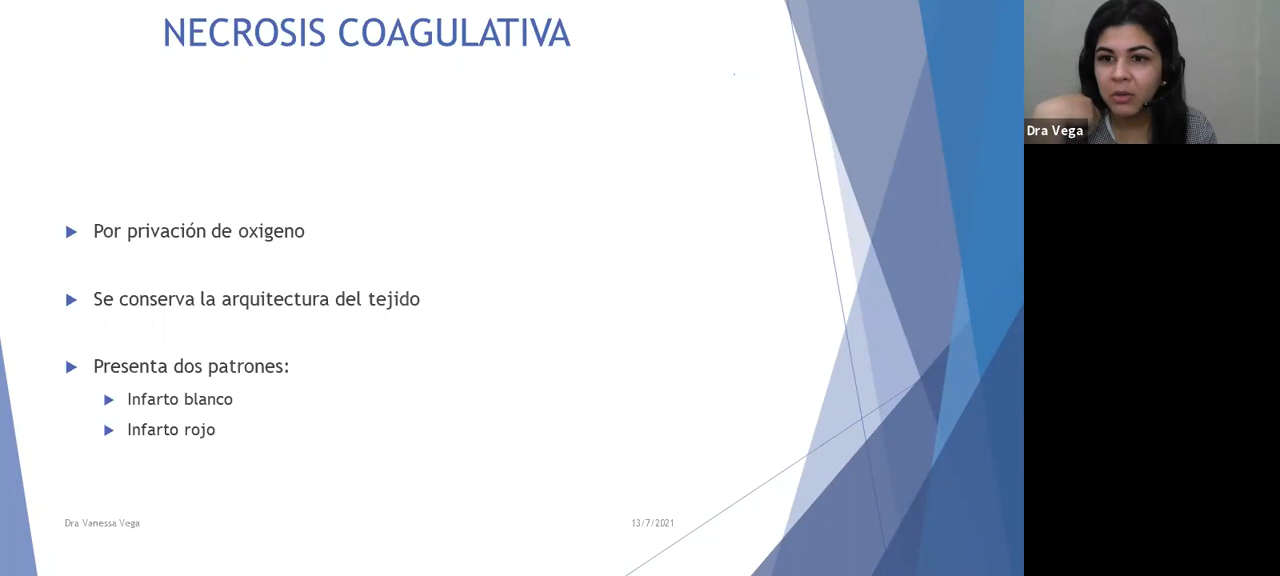 NECROSIS COAGULATIVA
Por privación de oxigeno
Se conserva la arquitectura del tejido
Presenta dos patrones:
Infarto blanco
Infarto rojo
Dra Vanessa Vega
13/7/2021
Dra Vega